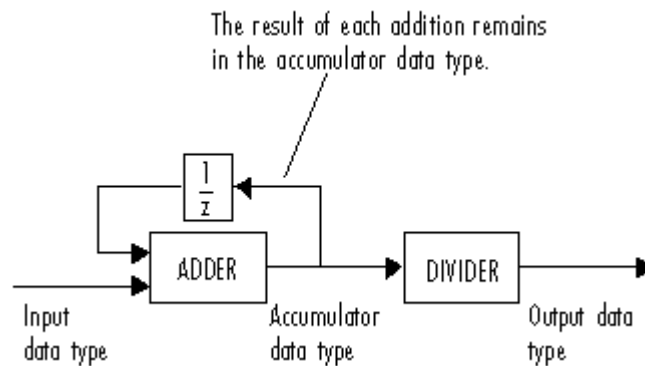 The result of each addition remains
in the accumulator data type.
1
z
ADDER
DIVIDER
Input
data type
Accumulator
data type
Output data
type